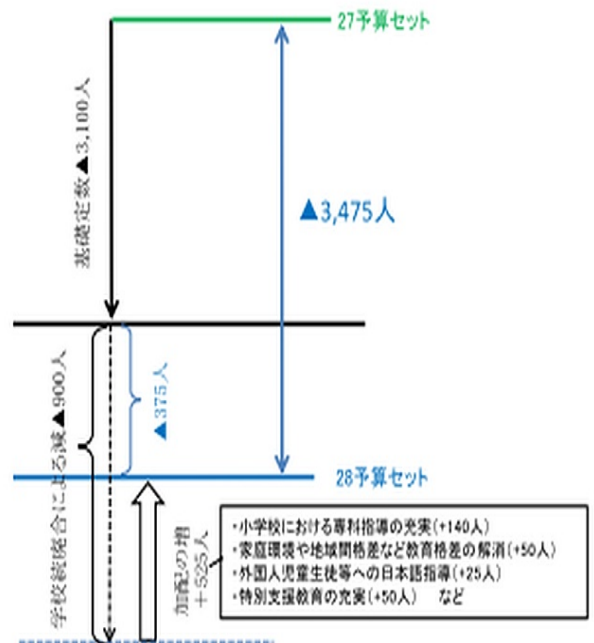 27予算セット
基礎定数▲3,100人
▲3,475人
学校統廃合による減▲900人
▲375人
28予算セット
加配の増
+525人
・小学校における専科指導の充実(+140人)
・家庭環境や地域間格差など教育格差の解消(+50人)
・外国人児童生徒等への日本語指導(+25人)
・特別支援教育の充実(+50人) など